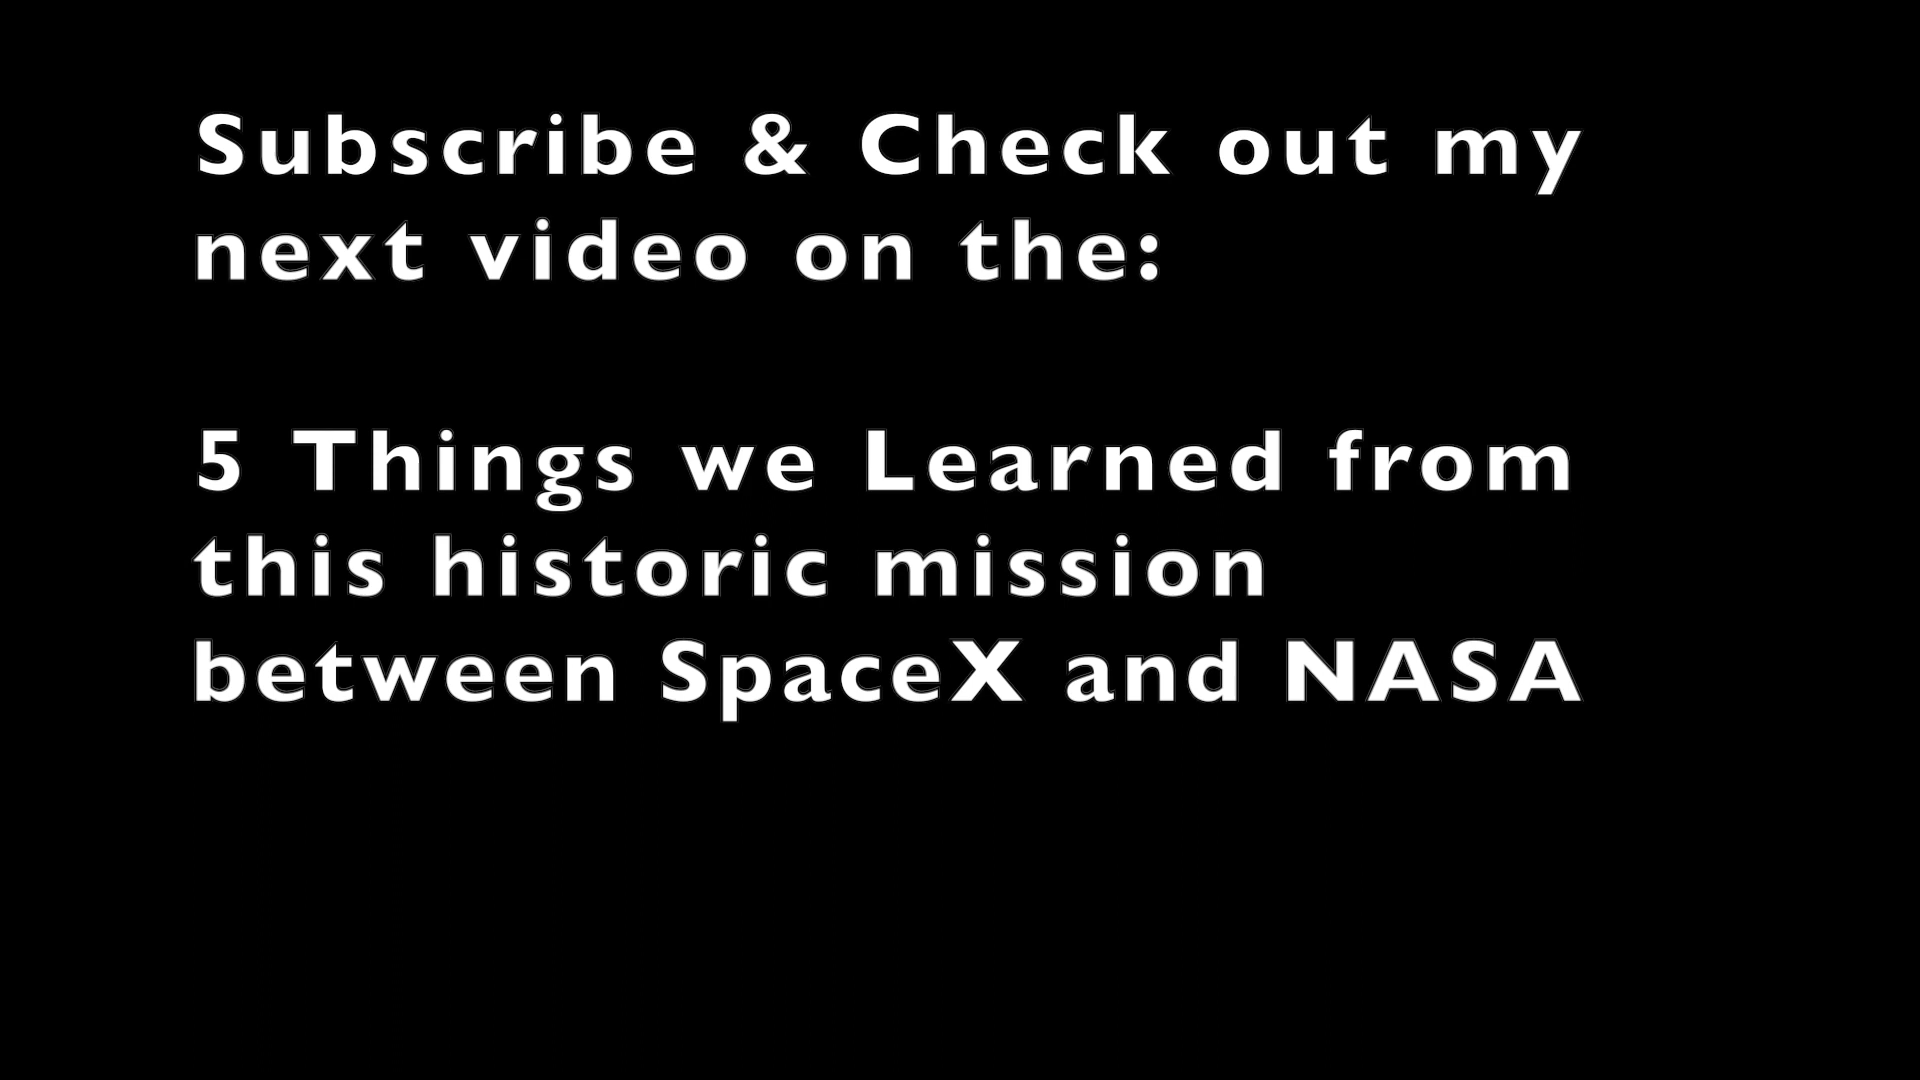 Subscribe & Check out my
next video on the:
5 Things we Learned from
this historic mission
between SpaceX and NASA